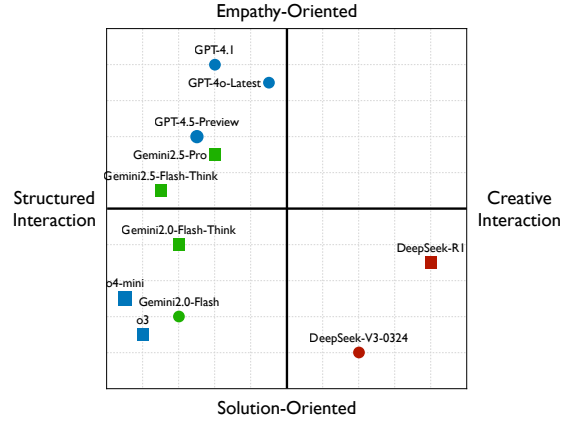 Empathy-Oriented
GPT-4.1
GPT-4o-Latest
GPT-4.5-Preview
Gemini2.5-Pro
Gemini2.5-Flash-Think
Structured
Interaction
Creative
Interaction
Gemini2.0-Flash-Think
DeepSeek-R1
o4-mini
Gemini2.0-Flash
o3
DeepSeek-V3-0324
Solution-Oriented